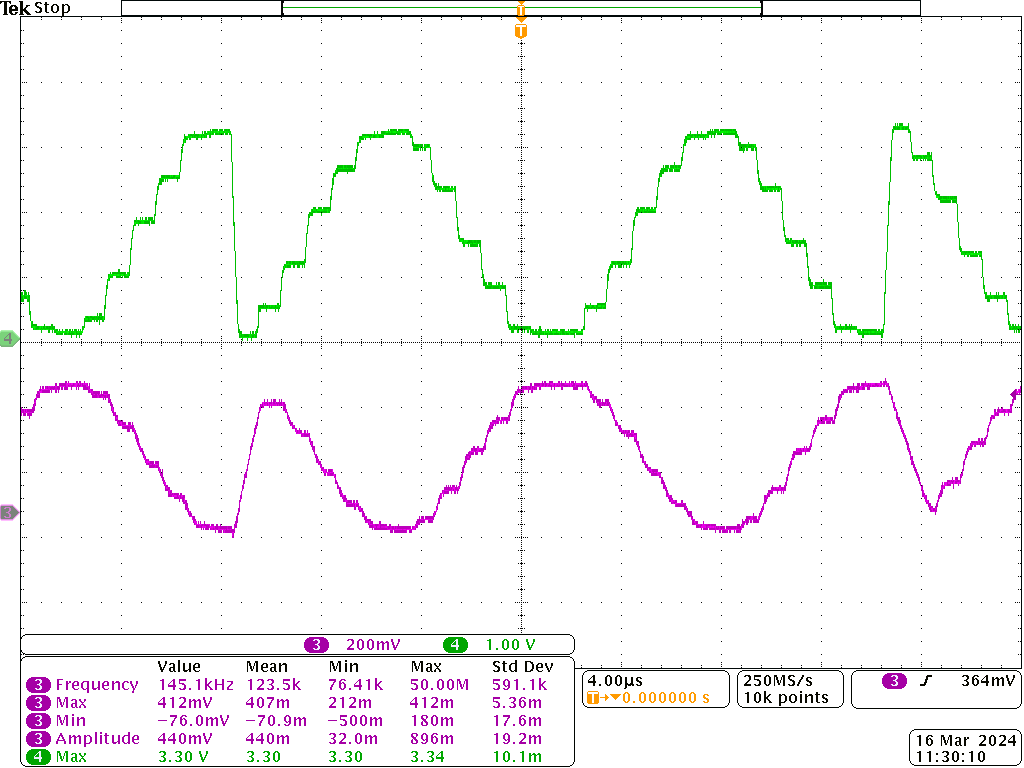 Tek Stop
T
T
4
3
3 200mV 4 1.00 V
Value Mean Min Max Std Dev
3 Frequency 145.1kHz 123.5k 76.41k 50.00M 591.1k
3 Max 412mV 407m 212m 412m 5.36m
3 Min −76.0mV −70.9m −500m 180m 17.6m
3 Amplitude 440mV 440m 32.0m 896m 19.2m
4 Max 3.30 V 3.30 3.30 3.34 10.1m
4.00µs
T→▼0.000000 s
250MS/s
10k points
3 364mV
16 Mar 2024
11:30:10